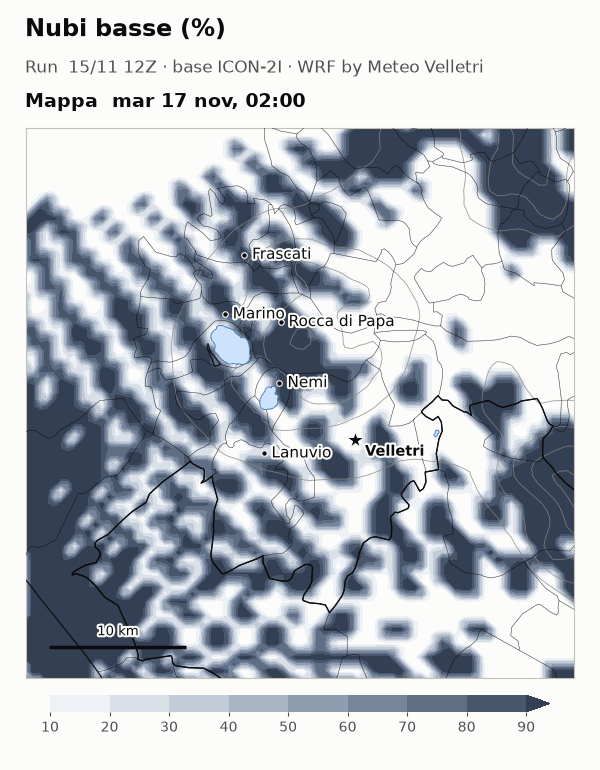 Nubi basse (%)
Run  15/11 12Z · base ICON-2I · WRF by Meteo Velletri
Mappa  mar 17 nov, 02:00
Frascati
Marino
Rocca di Papa
Nemi
Velletri
Lanuvio
10 km
10 20 30 40 50 60 70 80 90